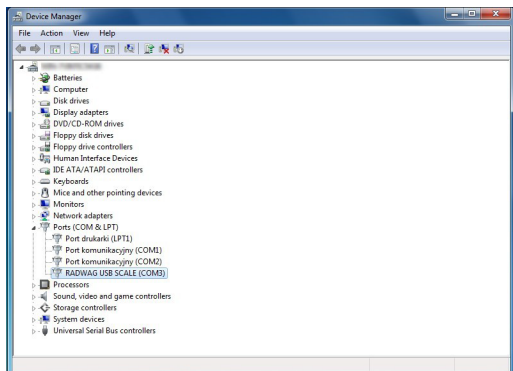 Device Manager
File Action View Help
Batteries
Computer
Disk drives
Display adapters
DVD/CD-ROM drives
Floppy disk drives
Floppy drive controllers
Human Interface Devices
IDE ATA/ATAPI controllers
Keyboards
Mice and other pointing devices
Monitors
Network adapters
Ports (COM & LPT)
Port drukarki (LPT1)
Port komunikacyjny (COM1)
Port komunikacyjny (COM2)
RADWAG USB SCALE (COM3)
Processors
Sound, video and game controllers
Storage controllers
System devices
Universal Serial Bus controllers